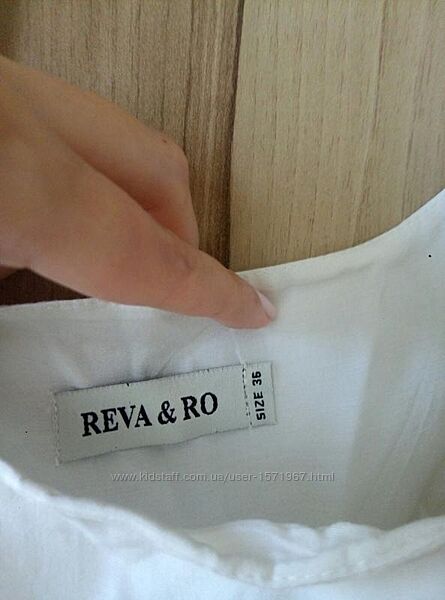 REVA & RO
SIZE 36
www.kidstaff.com.ua/user-1571967.html